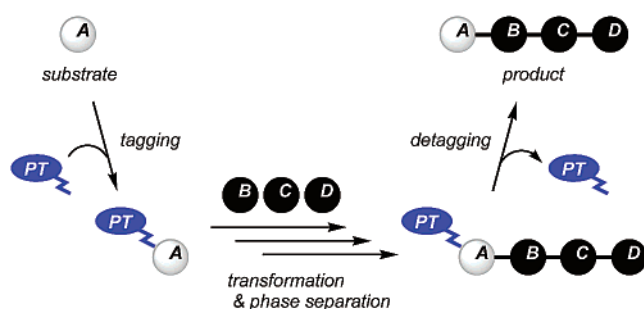 A
A B C D
substrate
product
tagging
detagging
PT
PT
PT
B C D
PT
A
A B C D
transformation
& phase separation